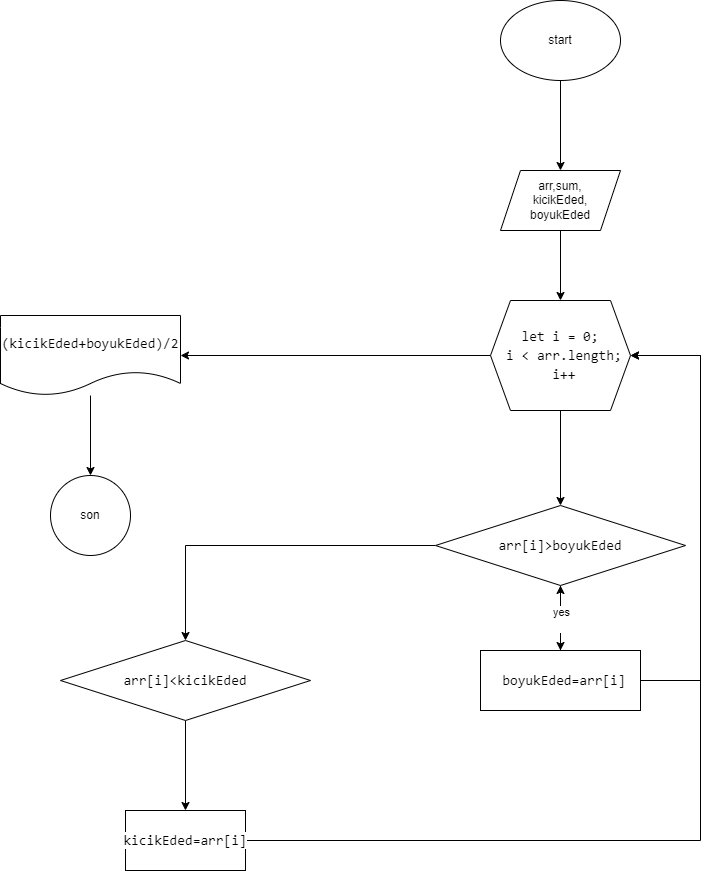 start
arr,sum,
kicikEded,
boyukEded
let i = 0;
i < arr.length;
i++
(kicikEded+boyukEded)/2
son
arr[i]>boyukEded
yes
boyukEded=arr[i]
arr[i]<kicikEded
kicikEded=arr[i]